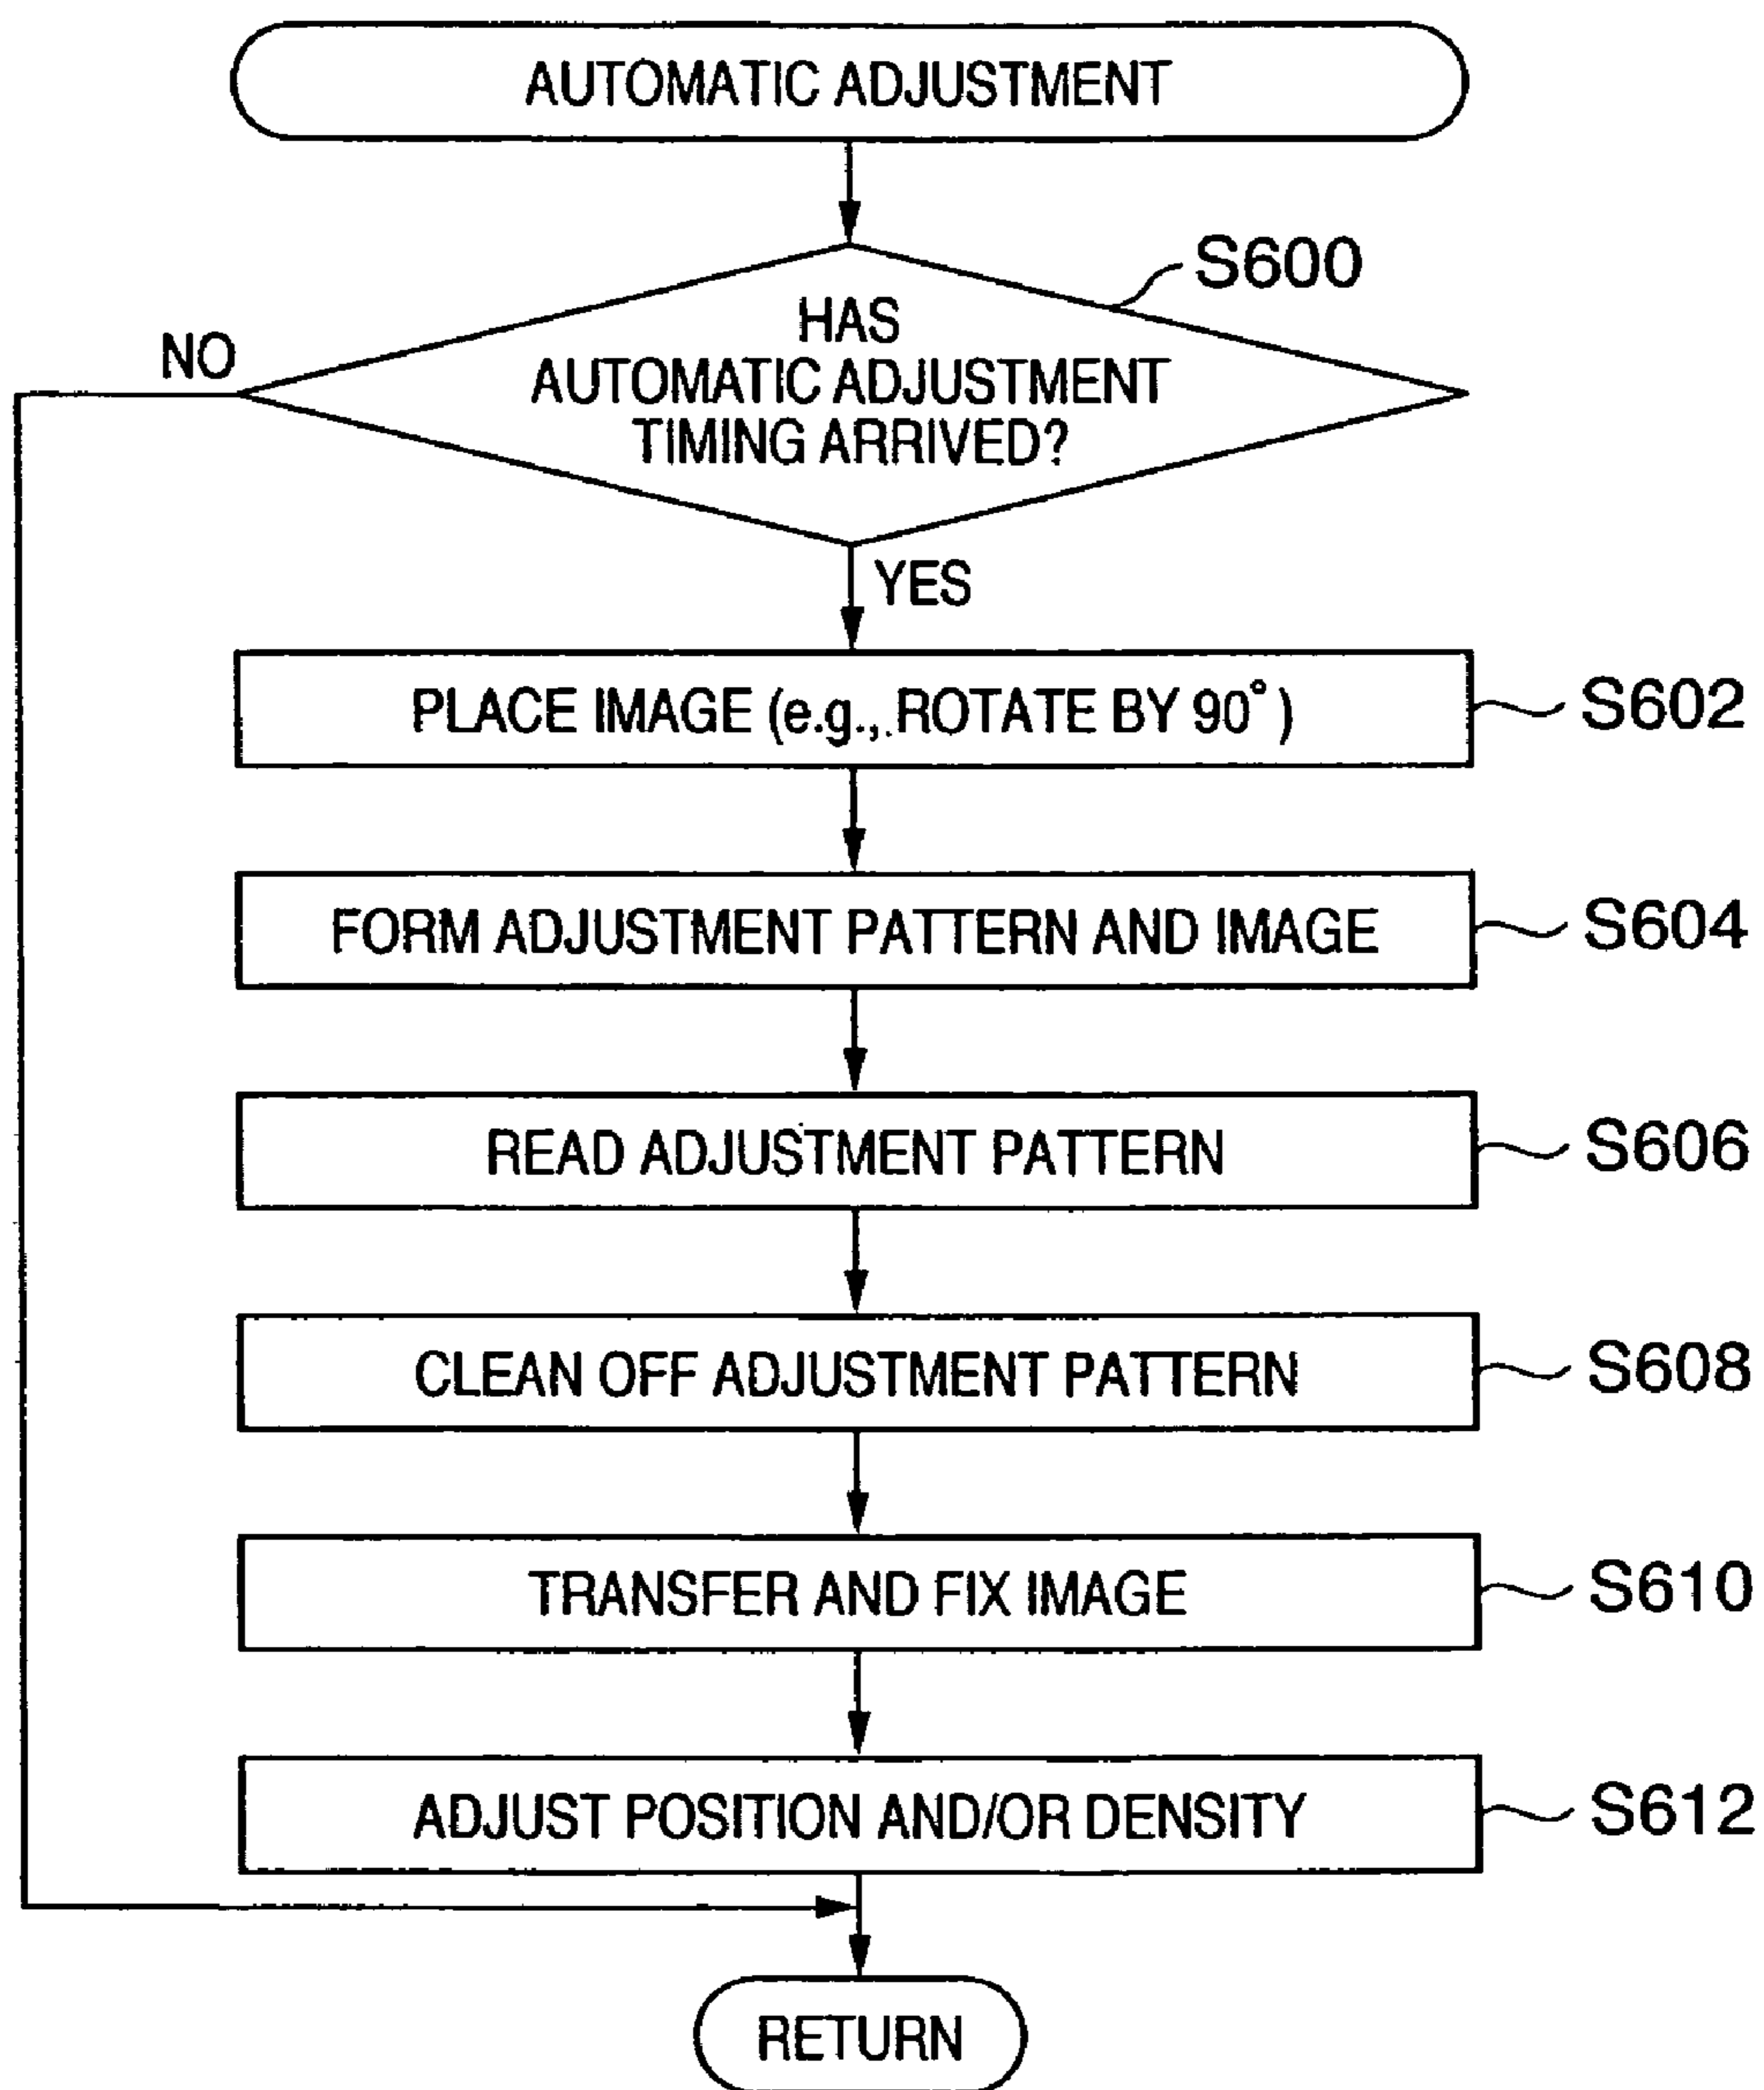 AUTOMATIC ADJUSTMENT
S600
HAS
AUTOMATIC ADJUSTMENT
TIMING ARRIVED?
NO
YES
PLACE IMAGE (e.g., ROTATE BY 90°)
S602
FORM ADJUSTMENT PATTERN AND IMAGE
S604
READ ADJUSTMENT PATTERN
S606
CLEAN OFF ADJUSTMENT PATTERN
S608
TRANSFER AND FIX IMAGE
S610
ADJUST POSITION AND/OR DENSITY
S612
RETURN